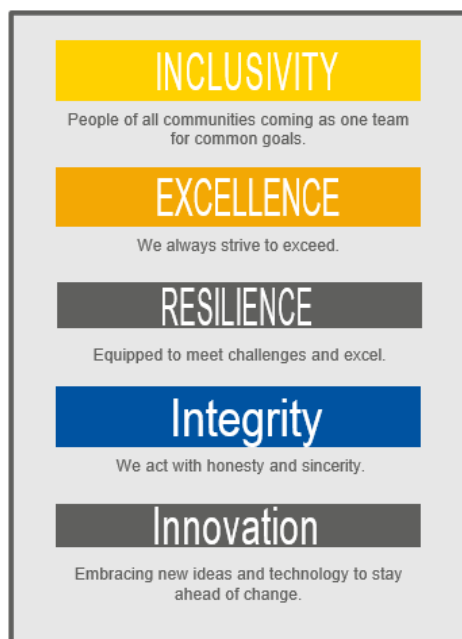 INCLUSIVITY
People of all communities coming as one team
for common goals.
EXCELLENCE
We always strive to exceed.
RESILIENCE
Equipped to meet challenges and excel.
Integrity
We act with honesty and sincerity.
Innovation
Embracing new ideas and technology to stay
ahead of change.